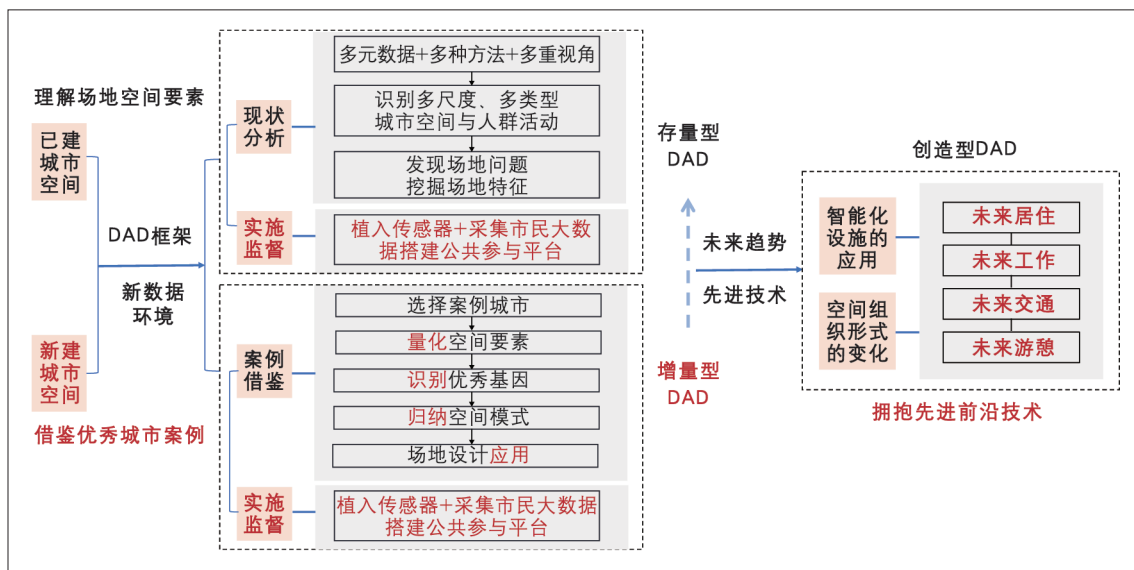 理解场地空间要素
已建
城市
空间
DAD框架
新数据
环境
新建
城市
空间
借鉴优秀城市案例
现状
分析
多元数据+多种方法+多重视角
识别多尺度、多类型
城市空间与人群活动
发现场地问题
挖掘场地特征
实施
监督
植入传感器+采集市民大数
据搭建公共参与平台
案例
借鉴
选择案例城市
量化空间要素
识别优秀基因
归纳空间模式
场地设计应用
实施
监督
植入传感器+采集市民大数据
搭建公共参与平台
存量型
DAD
增量型
DAD
未来趋势
先进技术
创造型DAD
智能化
设施的
应用
空间组
织形式
的变化
未来居住
未来工作
未来交通
未来游憩
拥抱先进前沿技术